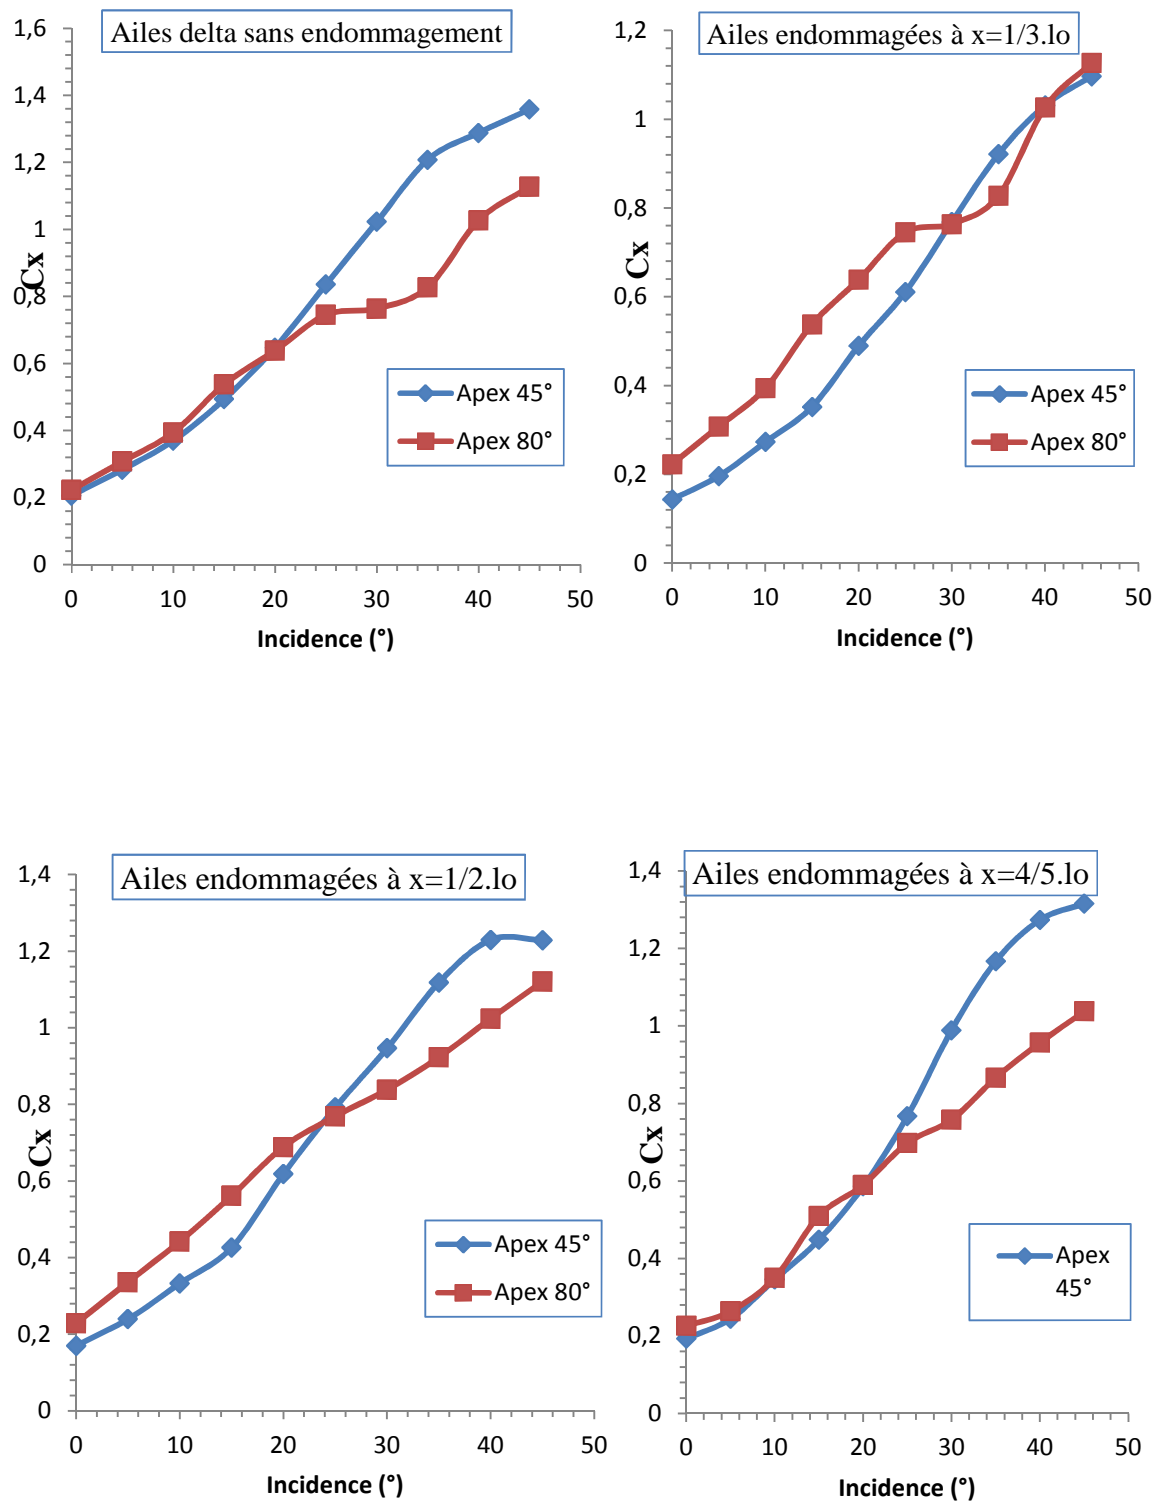 Ailes delta sans endommagement
1,6
1,4
1,2
1
0,8
0,6
0,4
0,2
0
Cx
Apex 45°
Apex 80°
0 10 20 30 40 50
Incidence (°)
Ailes endommagées à x=1/3.lo
1,2
1
0,8
0,6
0,4
0,2
0
Cx
Apex 45°
Apex 80°
0 10 20 30 40 50
Incidence (°)
Ailes endommagées à x=1/2.lo
1,4
1,2
1
0,8
0,6
0,4
0,2
0
Cx
Apex 45°
Apex 80°
0 10 20 30 40 50
Incidence (°)
Ailes endommagées à x=4/5.lo
1,4
1,2
1
0,8
0,6
0,4
0,2
0
Cx
Apex
45°
0 10 20 30 40 50
Incidence (°)